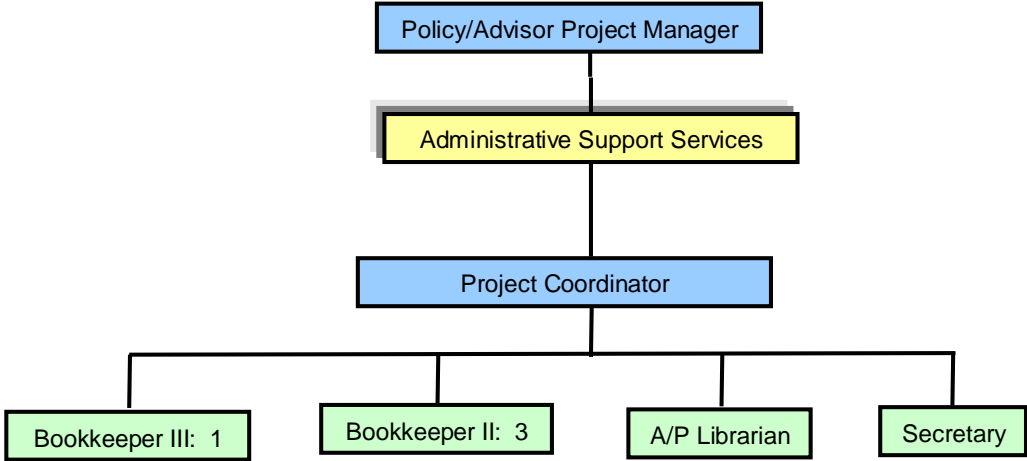 Policy/Advisor Project Manager
Administrative Support Services
Project Coordinator
Bookkeeper III:  1
Bookkeeper II:  3
A/P Librarian
Secretary